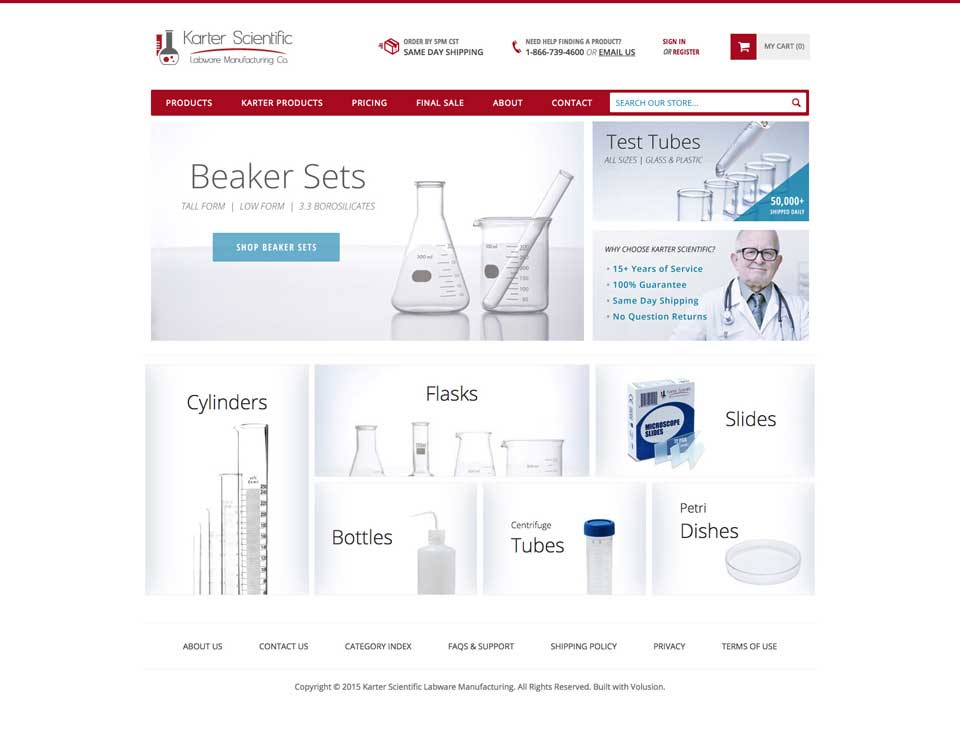 Karter Scientific
Labware Manufacturing Co.
ORDER BY 5PM CST
SAME DAY SHIPPING
NEED HELP FINDING A PRODUCT?
1-866-739-4600 OR EMAIL US
SIGN IN
OR REGISTER
MY CART (0)
PRODUCTS
KARTER PRODUCTS
PRICING
FINAL SALE
ABOUT
CONTACT
SEARCH OUR STORE...
Beaker Sets
TALL FORM | LOW FORM | 3.3 BOROSILICATES
SHOP BEAKER SETS
300 ml
Test Tubes
ALL SIZES | GLASS & PLASTIC
50,000+
SHIPPED DAILY
WHY CHOOSE KARTER SCIENTIFIC?
• 15+ Years of Service
• 100% Guarantee
• Same Day Shipping
• No Question Returns
Cylinders
Flasks
Karter Scientific
MICROSCOPE
SLIDES
Slides
Bottles
Centrifuge
Tubes
Petri
Dishes
ABOUT US
CONTACT US
CATEGORY INDEX
FAQS & SUPPORT
SHIPPING POLICY
PRIVACY
TERMS OF USE
Copyright © 2015 Karter Scientific Labware Manufacturing. All Rights Reserved. Built with Volusion.